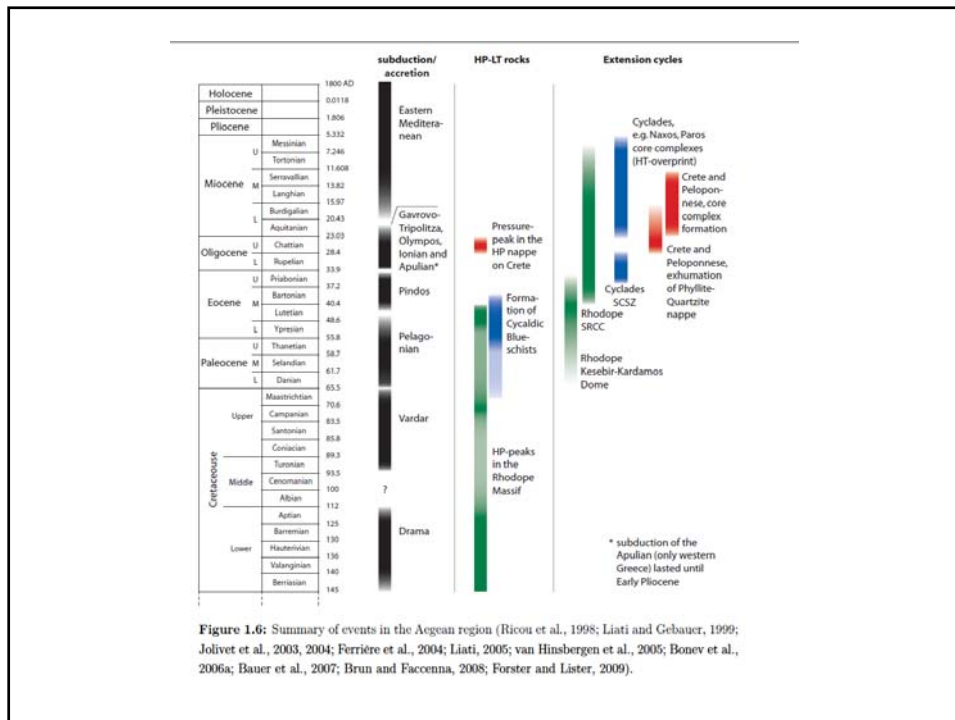 subduction/
accretion
HP-LT rocks
Extension cycles
1800 AD
Holocene
0.0118
Pleistocene
1.806
Pliocene
5.332
Miocene
U
Messinian
7.246
Tortonian
11.608
M
Serravallian
13.82
Langhian
15.97
L
Burdigalian
20.43
Aquitanian
23.03
Oligocene
U
Chattian
28.4
L
Rupelian
33.9
Eocene
U
Priabonian
37.2
M
Bartonian
40.4
Lutetian
48.6
L
Ypresian
55.8
Paleocene
U
Thanetian
58.7
M
Selandian
61.7
L
Danian
65.5
Cretaceouse
Upper
Maastrichtian
70.6
Campanian
83.5
Santonian
85.8
Coniacian
89.3
Middle
Turonian
93.5
Cenomanian
100
Albian
112
Lower
Aptian
125
Barremian
130
Hauterivian
136
Valanginian
140
Berriasian
145
Eastern
Meditera-
nean
Gavrovo-
Tripolitza,
Olympos,
Ionian and
Apulian*
Pindos
Pelago-
nian
Vardar
?
Drama
Pressure-
peak in the
HP nappe
on Crete
Forma-
tion of
Cycaldic
Blue-
schists
HP-peaks
in the
Rhodope
Massif
Cyclades,
e.g. Naxos, Paros
core complexes
(HT-overprint)
Crete and
Pelopon-
nese, core
complex
formation
Crete and
Peloponnese,
exhumation
of Phyllite-
Quartzite
nappe
Cyclades
SCSZ
Rhodope
SRCC
Rhodope
Kesebir-Kardamos
Dome
* subduction of the
Apulian (only western
Greece) lasted until
Early Pliocene
Figure 1.6: Summary of events in the Aegean region (Ricou et al., 1998; Liati and Gebauer, 1999;
Jolivet et al., 2003, 2004; Ferrière et al., 2004; Liati, 2005; van Hinsbergen et al., 2005; Bonev et al.,
2006a; Bauer et al., 2007; Brun and Faccenna, 2008; Forster and Lister, 2009).